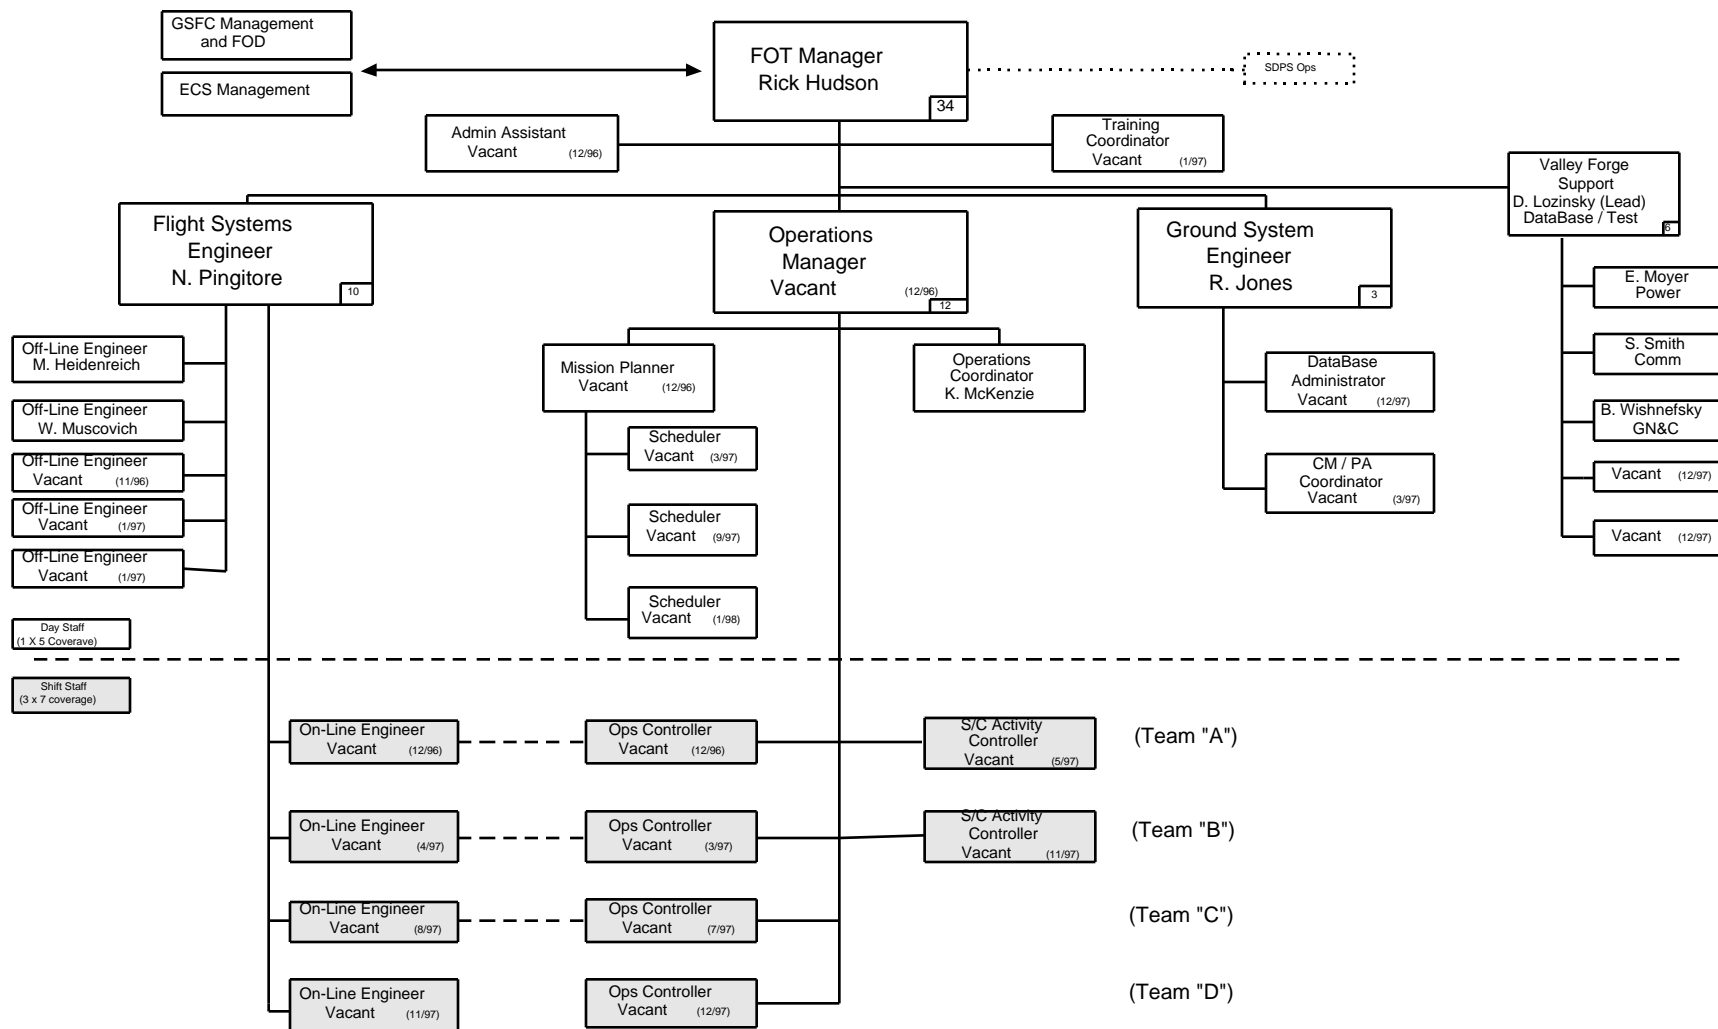 GSFC Management
and FOD
ECS Management
FOT Manager
Rick Hudson
34
SDPS Ops
Admin Assistant
Vacant (12/96)
Training
Coordinator
Vacant (1/97)
Valley Forge
Support
D. Lozinsky (Lead)
DataBase / Test
6
Flight Systems
Engineer
N. Pingitore
10
Operations
Manager
Vacant (12/96)
12
Ground System
Engineer
R. Jones
3
E. Moyer
Power
S. Smith
Comm
B. Wishnefsky
GN&C
Vacant (12/97)
Vacant (12/97)
Off-Line Engineer
M. Heidenreich
Off-Line Engineer
W. Muscovich
Off-Line Engineer
Vacant (11/96)
Off-Line Engineer
Vacant (1/97)
Off-Line Engineer
Vacant (1/97)
Mission Planner
Vacant (12/96)
Operations
Coordinator
K. McKenzie
Scheduler
Vacant (3/97)
Scheduler
Vacant (9/97)
Scheduler
Vacant (1/98)
DataBase
Administrator
Vacant (12/97)
CM / PA
Coordinator
Vacant (3/97)
Day Staff
(1 X 5 Coverave)
Shift Staff
(3 x 7 coverage)
On-Line Engineer
Vacant (12/96)
Ops Controller
Vacant (12/96)
S/C Activity
Controller
Vacant (5/97)
(Team "A")
On-Line Engineer
Vacant (4/97)
Ops Controller
Vacant (3/97)
S/C Activity
Controller
Vacant (11/97)
(Team "B")
On-Line Engineer
Vacant (8/97)
Ops Controller
Vacant (7/97)
(Team "C")
On-Line Engineer
Vacant (11/97)
Ops Controller
Vacant (12/97)
(Team "D")